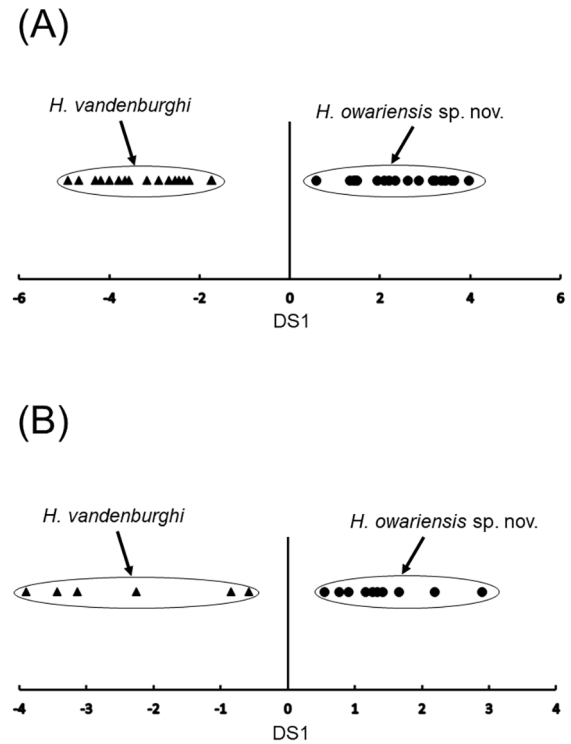 (A)
H. vandenburghi
H. owariensis sp. nov.
-6 -4 -2 0 2 4 6
DS1
(B)
H. vandenburghi
H. owariensis sp. nov.
-4 -3 -2 -1 0 1 2 3 4
DS1